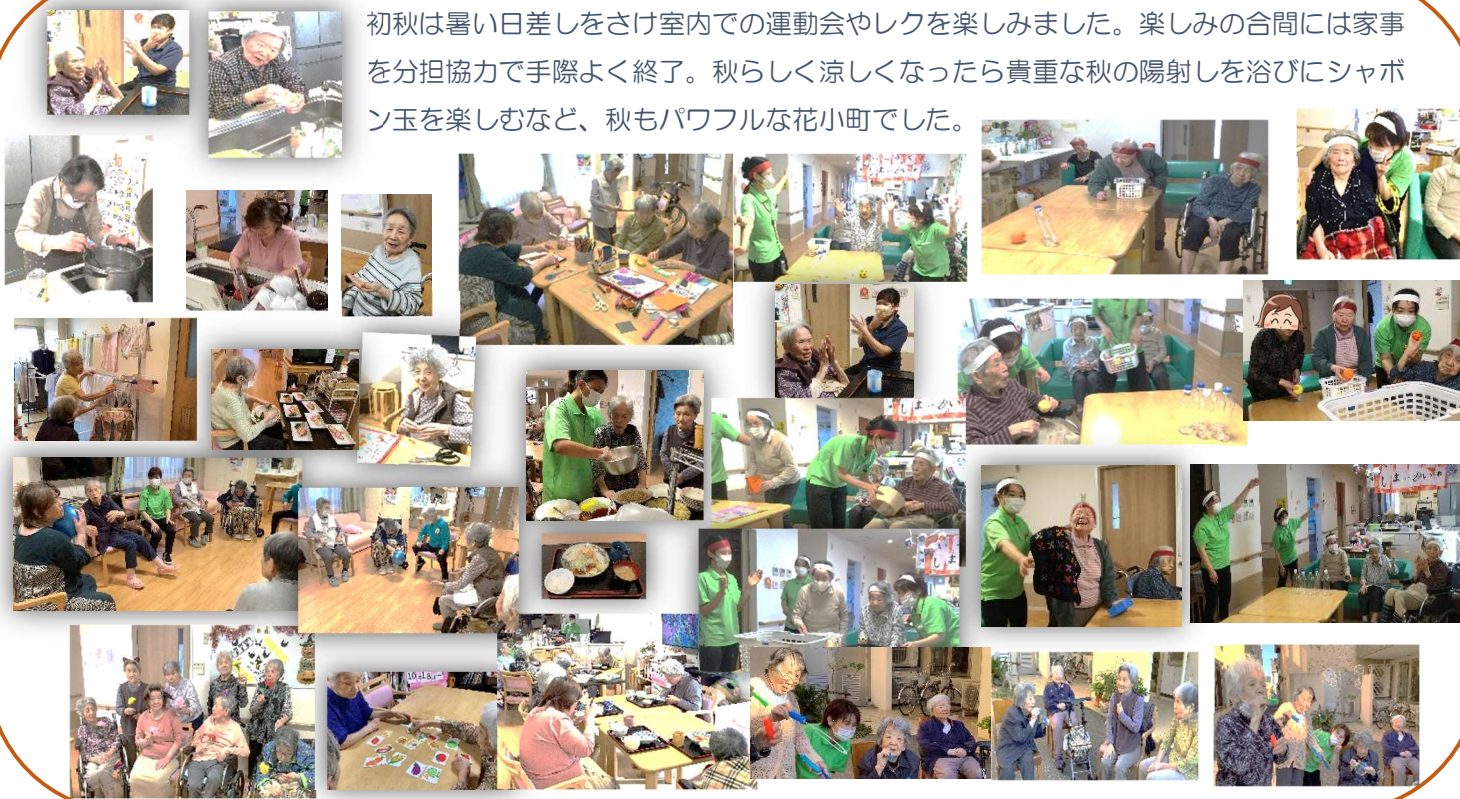 初秋は暑い日差しをさけ室内での運動会やレクを楽しみました。楽しみの合間には家事
を分担協力で手際よく終了。秋らしく涼しくなったら貴重な秋の陽射しを浴びにシャボ
ン玉を楽しむなど、秋もパワフルな花小町でした。